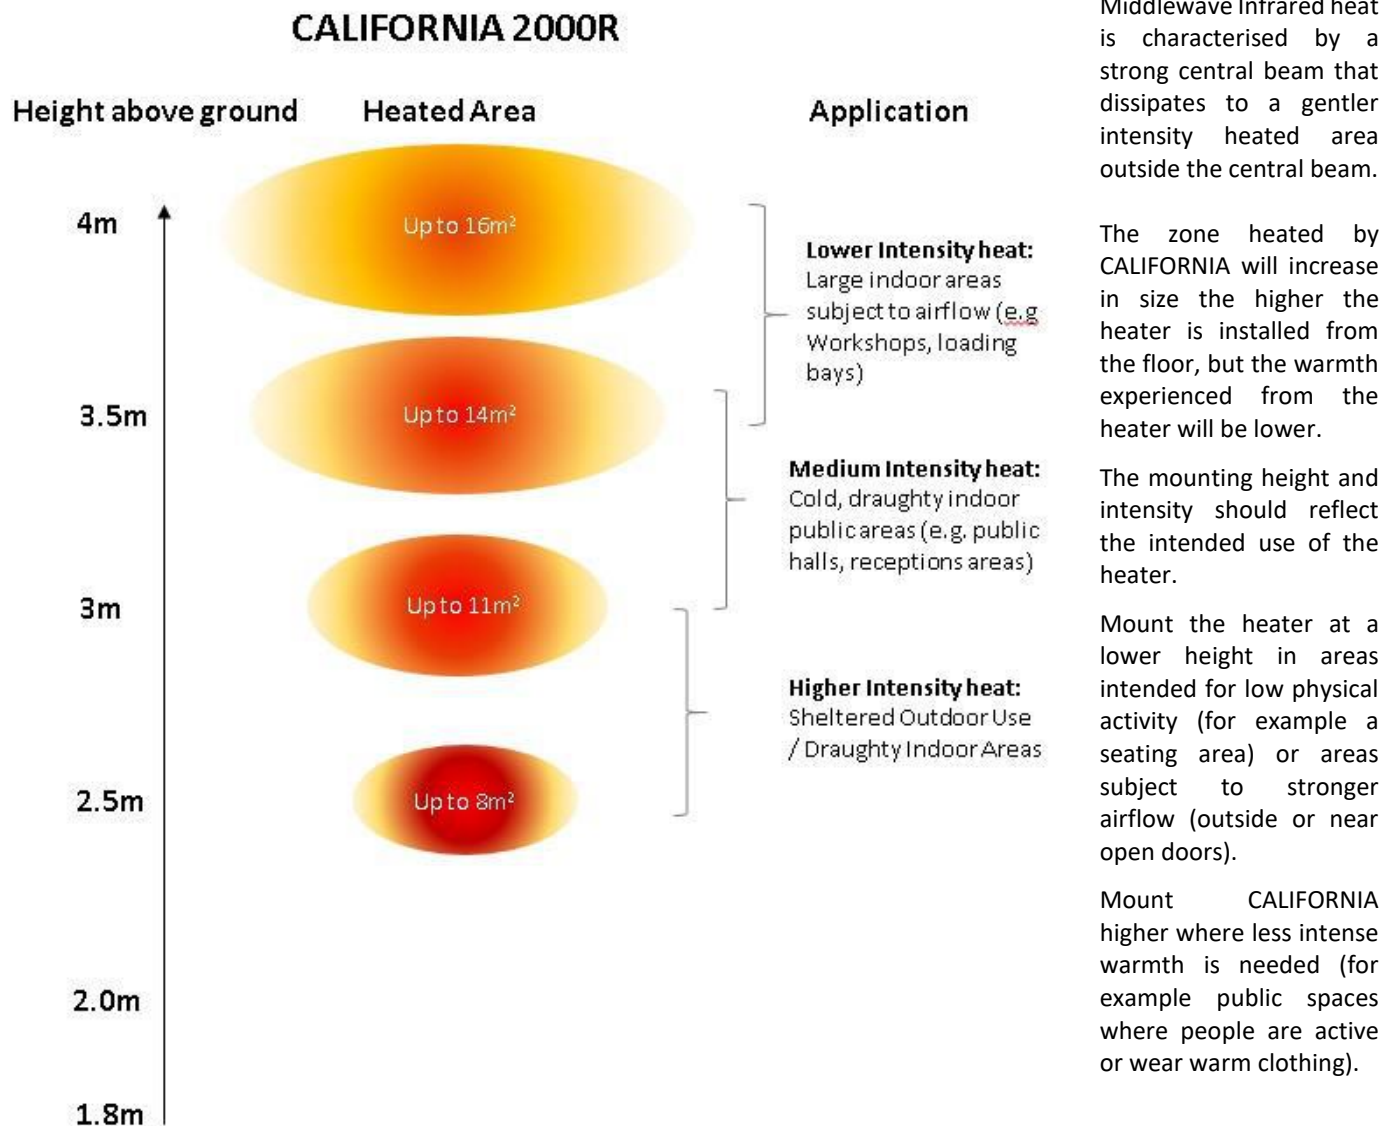 CALIFORNIA 2000R
Height above ground
Heated Area
Application
4m
Up to 16m²
Lower Intensity heat:
Large indoor areas
subject to airflow (e.g
Workshops, loading
bays)
3.5m
Up to 14m²
Medium Intensity heat:
Cold, draughty indoor
public areas (e.g. public
halls, receptions areas)
3m
Up to 11m²
Higher Intensity heat:
Sheltered Outdoor Use
/ Draughty Indoor Areas
2.5m
Up to 8m²
2.0m
1.8m
Middlewave Infrared heat
is characterised by a
strong central beam that
dissipates to a gentler
intensity heated area
outside the central beam.
The zone heated by
CALIFORNIA will increase
in size the higher the
heater is installed from
the floor, but the warmth
experienced from the
heater will be lower.
The mounting height and
intensity should reflect
the intended use of the
heater.
Mount the heater at a
lower height in areas
intended for low physical
activity (for example a
seating area) or areas
subject to stronger
airflow (outside or near
open doors).
Mount CALIFORNIA
higher where less intense
warmth is needed (for
example public spaces
where people are active
or wear warm clothing).